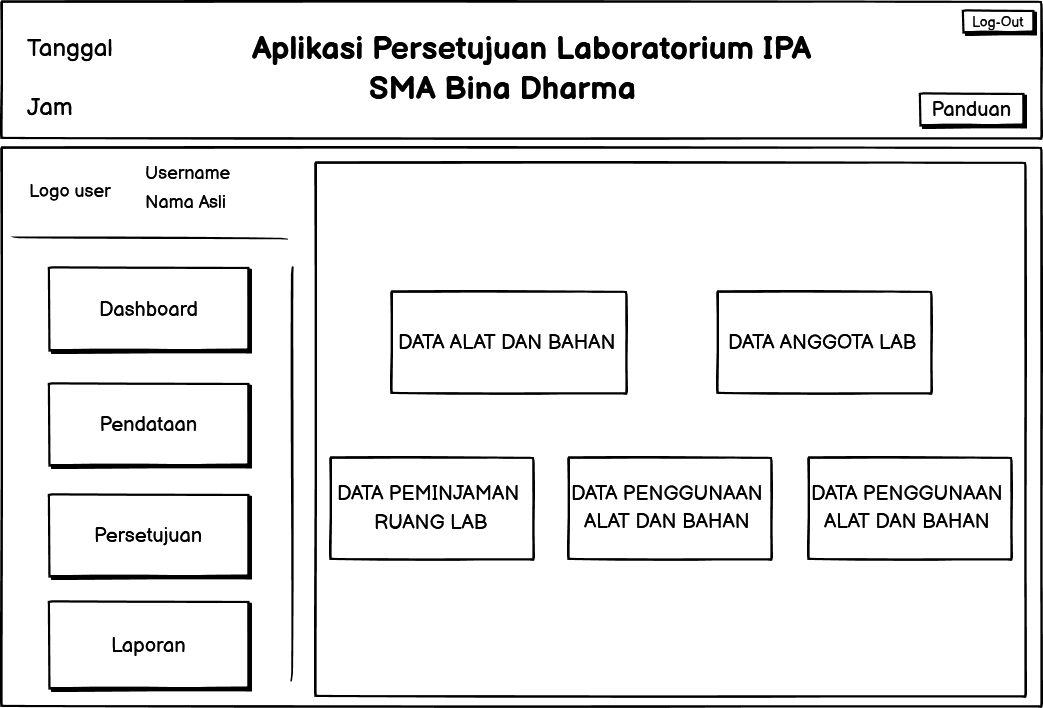 Log-Out
Tanggal
Aplikasi Persetujuan Laboratorium IPA
SMA Bina Dharma
Jam
Panduan
Logo user
Username
Nama Asli
Dashboard
Pendataan
Persetujuan
Laporan
DATA ALAT DAN BAHAN
DATA ANGGOTA LAB
DATA PEMINJAMAN
RUANG LAB
DATA PENGGUNAAN
ALAT DAN BAHAN
DATA PENGGUNAAN
ALAT DAN BAHAN